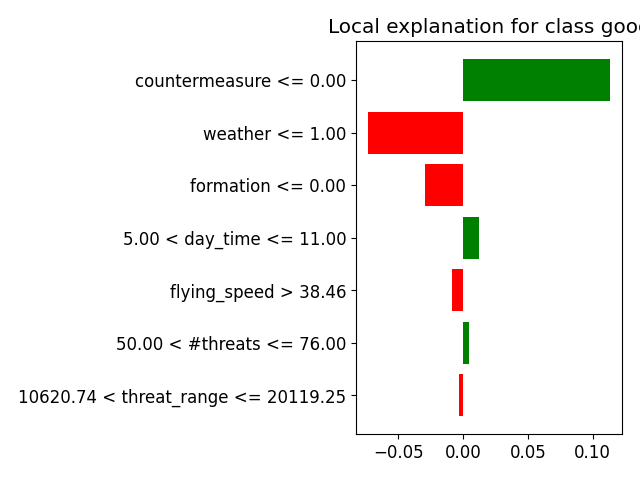 Local explanation for class goo
countermeasure <= 0.00
weather <= 1.00
formation <= 0.00
5.00 < day_time <= 11.00
flying_speed > 38.46
50.00 < #threats <= 76.00
10620.74 < threat_range <= 20119.25
−0.05 0.00 0.05 0.10